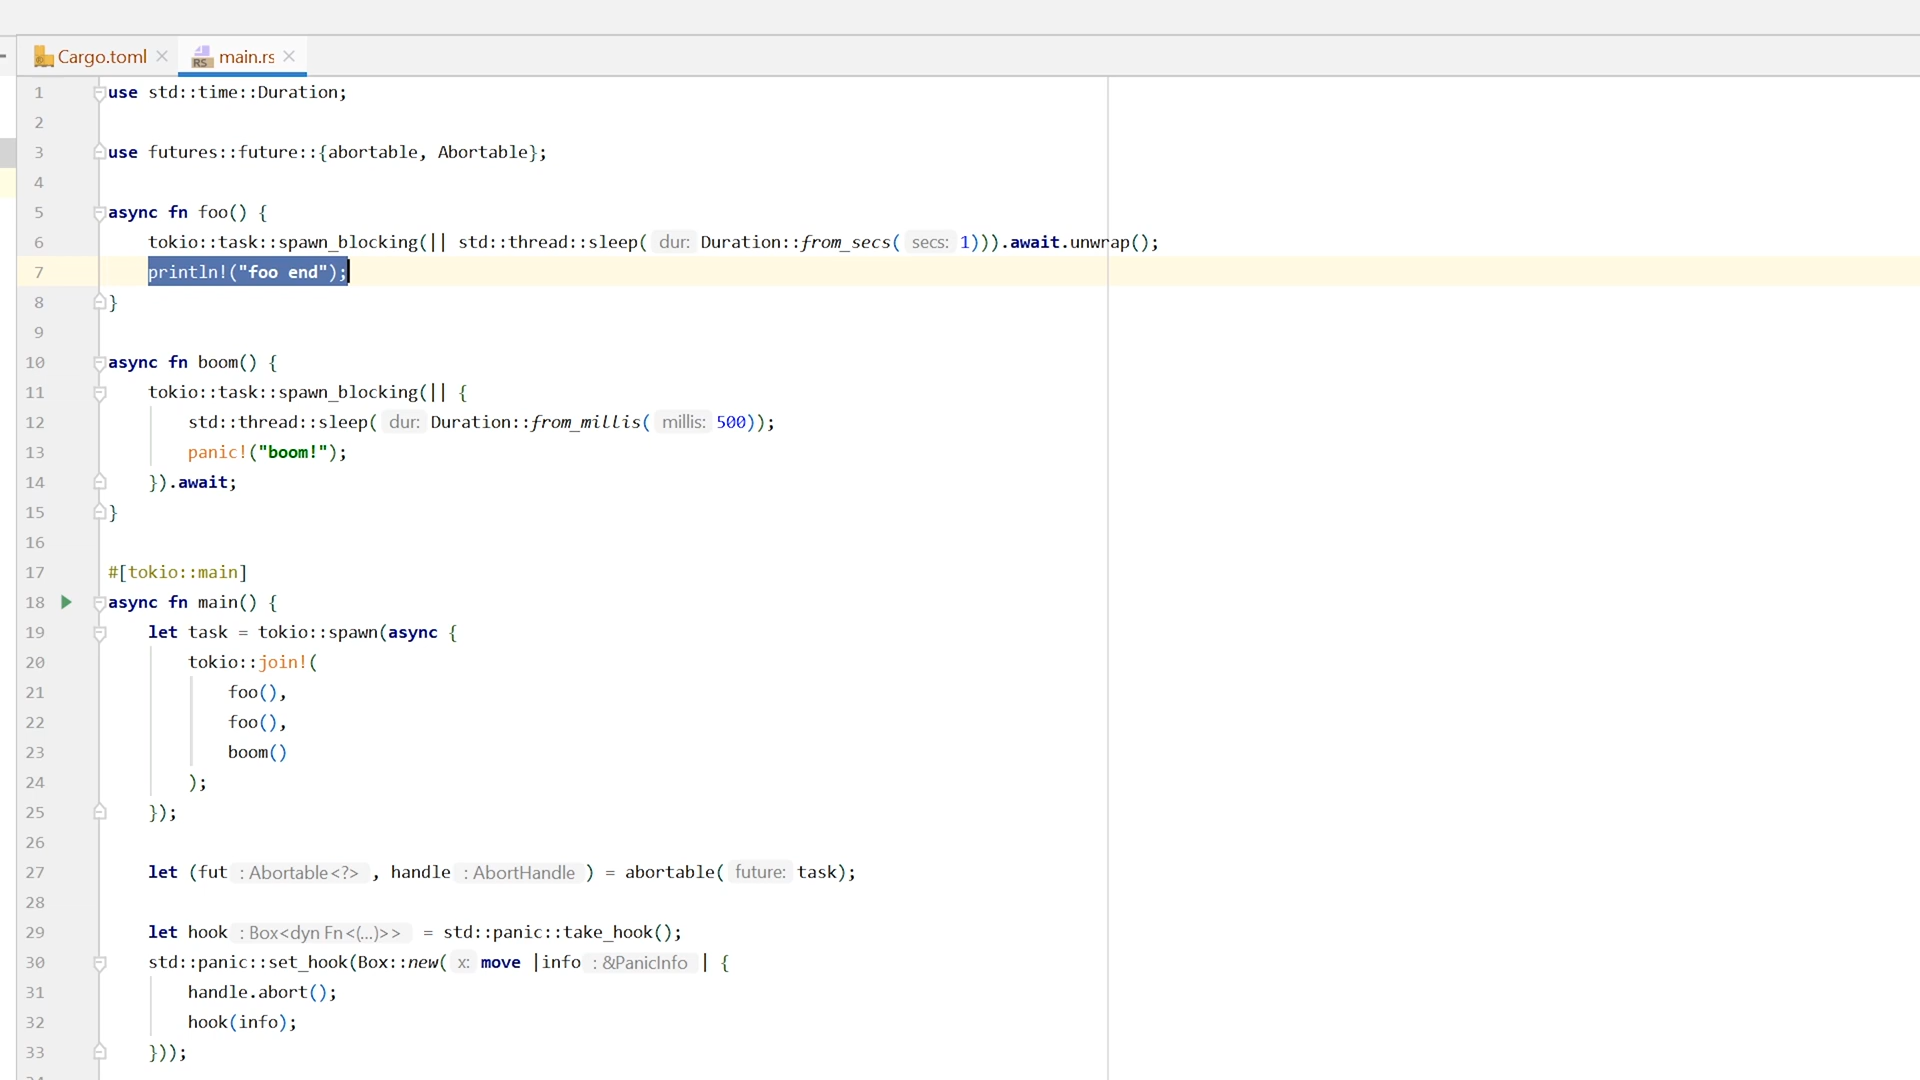 Cargo.toml
main.rs
1 use std::time::Duration;
2
3 use futures::future::{abortable, Abortable};
4
5 async fn foo() {
6 tokio::task::spawn_blocking(|| std::thread::sleep( dur: Duration::from_secs( secs: 1))).await.unwrap();
7 println!("foo end");
8 }
9
10 async fn boom() {
11 tokio::task::spawn_blocking(|| {
12 std::thread::sleep( dur: Duration::from_millis( millis: 500));
13 panic!("boom!");
14 }).await;
15 }
16
17 #[tokio::main]
18 async fn main() {
19 let task = tokio::spawn(async {
20 tokio::join!(
21 foo(),
22 foo(),
23 boom()
24 );
25 });
26
27 let (fut : Abortable<?> , handle : AbortHandle ) = abortable( future: task);
28
29 let hook : Box<dyn Fn<(...)>> = std::panic::take_hook();
30 std::panic::set_hook(Box::new( x: move |info : &PanicInfo | {
31 handle.abort();
32 hook(info);
33 }));